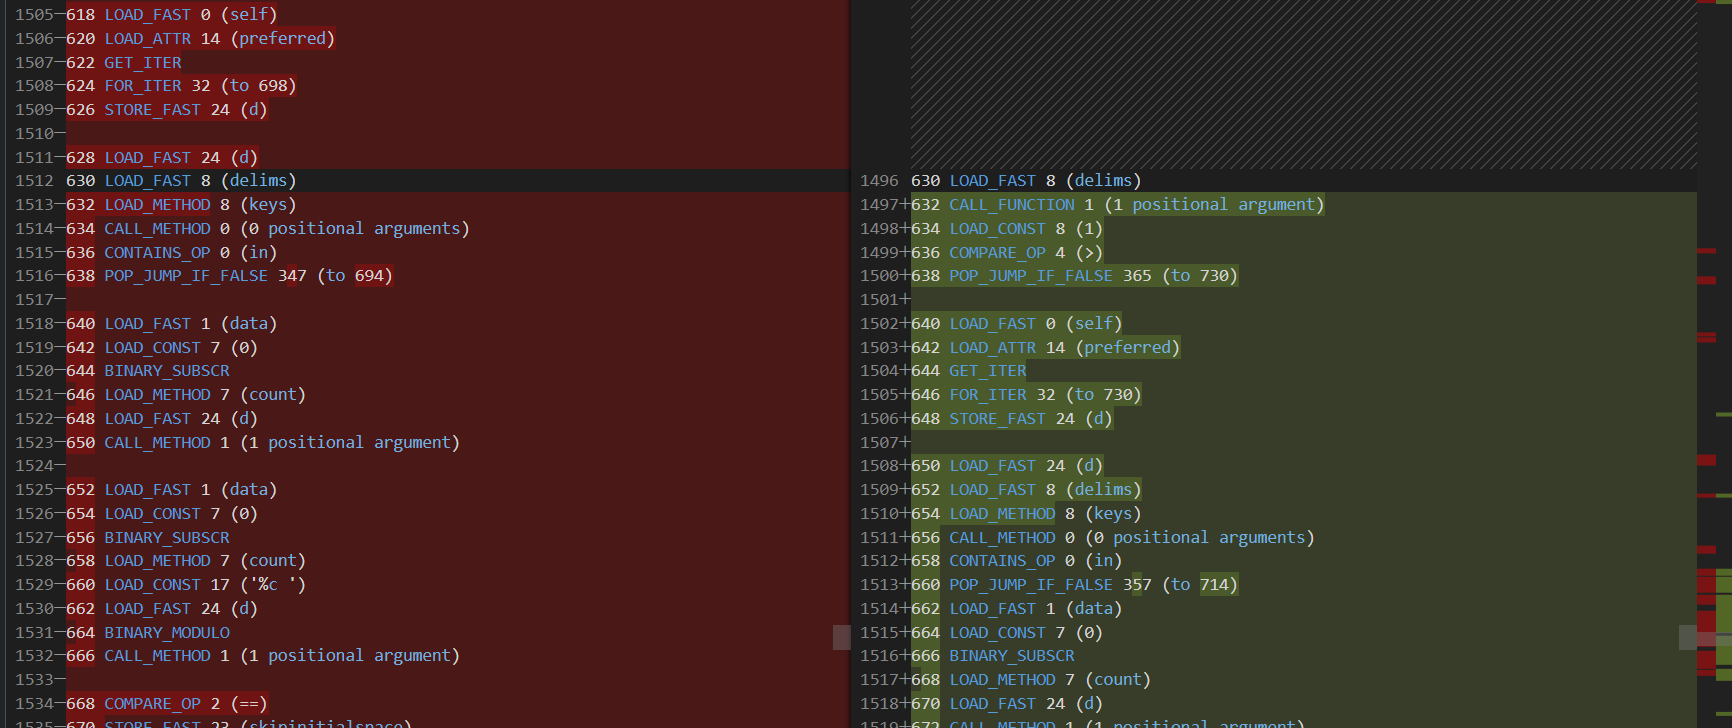 1505−618 LOAD_FAST 0 (self)
1506−620 LOAD_ATTR 14 (preferred)
1507−622 GET_ITER
1508−624 FOR_ITER 32 (to 698)
1509−626 STORE_FAST 24 (d)
1510−
1511−628 LOAD_FAST 24 (d)
1512 630 LOAD_FAST 8 (delims)
1513−632 LOAD_METHOD 8 (keys)
1514−634 CALL_METHOD 0 (0 positional arguments)
1515−636 CONTAINS_OP 0 (in)
1516−638 POP_JUMP_IF_FALSE 347 (to 694)
1517−
1518−640 LOAD_FAST 1 (data)
1519−642 LOAD_CONST 7 (0)
1520−644 BINARY_SUBSCR
1521−646 LOAD_METHOD 7 (count)
1522−648 LOAD_FAST 24 (d)
1523−650 CALL_METHOD 1 (1 positional argument)
1524−
1525−652 LOAD_FAST 1 (data)
1526−654 LOAD_CONST 7 (0)
1527−656 BINARY_SUBSCR
1528−658 LOAD_METHOD 7 (count)
1529−660 LOAD_CONST 17 ('%c ')
1530−662 LOAD_FAST 24 (d)
1531−664 BINARY_MODULO
1532−666 CALL_METHOD 1 (1 positional argument)
1533−
1534−668 COMPARE_OP 2 (==)
1535−670 STORE_FAST 23 (skipinitialspace)
1496 630 LOAD_FAST 8 (delims)
1497+632 CALL_FUNCTION 1 (1 positional argument)
1498+634 LOAD_CONST 8 (1)
1499+636 COMPARE_OP 4 (>)
1500+638 POP_JUMP_IF_FALSE 365 (to 730)
1501+
1502+640 LOAD_FAST 0 (self)
1503+642 LOAD_ATTR 14 (preferred)
1504+644 GET_ITER
1505+646 FOR_ITER 32 (to 730)
1506+648 STORE_FAST 24 (d)
1507+
1508+650 LOAD_FAST 24 (d)
1509+652 LOAD_FAST 8 (delims)
1510+654 LOAD_METHOD 8 (keys)
1511+656 CALL_METHOD 0 (0 positional arguments)
1512+658 CONTAINS_OP 0 (in)
1513+660 POP_JUMP_IF_FALSE 357 (to 714)
1514+662 LOAD_FAST 1 (data)
1515+664 LOAD_CONST 7 (0)
1516+666 BINARY_SUBSCR
1517+668 LOAD_METHOD 7 (count)
1518+670 LOAD_FAST 24 (d)
1519+672 CALL_METHOD 1 (1 positional argument)